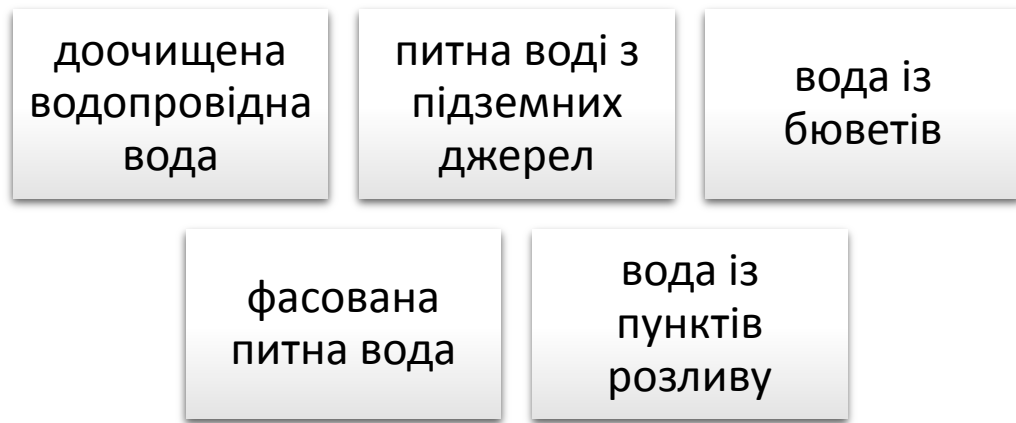 доочищена
водопровідна
вода
питна воді з
підземних
джерел
вода із
бюветів
фасована
питна вода
вода із
пунктів
розливу